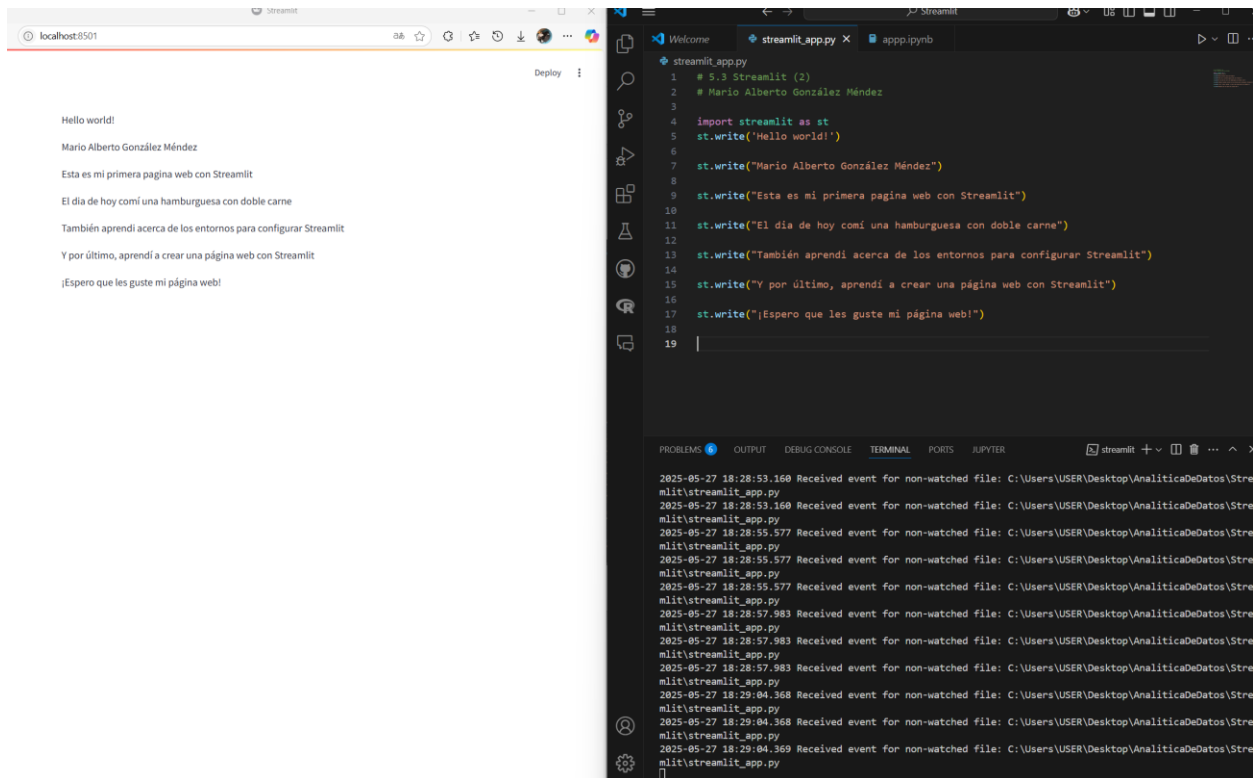 Streamlit
localhost:8501
Deploy
Hello world!
Mario Alberto González Méndez
Esta es mi primera pagina web con Streamlit
El dia de hoy comí una hamburguesa con doble carne
También aprendi acerca de los entornos para configurar Streamlit
Y por último, aprendí a crear una página web con Streamlit
¡Espero que les guste mi página web!
Streamlit
Welcome
streamlit_app.py
appp.ipynb
streamlit_app.py
1 # 5.3 Streamlit (2)
2 # Mario Alberto González Méndez
3
4 import streamlit as st
5 st.write('Hello world!')
6
7 st.write("Mario Alberto González Méndez")
8
9 st.write("Esta es mi primera pagina web con Streamlit")
10
11 st.write("El dia de hoy comí una hamburguesa con doble carne")
12
13 st.write("También aprendi acerca de los entornos para configurar Streamlit")
14
15 st.write("Y por último, aprendí a crear una página web con Streamlit")
16
17 st.write("¡Espero que les guste mi página web!")
18
19
PROBLEMS 6 OUTPUT DEBUG CONSOLE TERMINAL PORTS JUPYTER streamlit
2025-05-27 18:28:53.160 Received event for non-watched file: C:\Users\USER\Desktop\AnaliticaDeDatos\Stre
mlit\streamlit_app.py
2025-05-27 18:28:53.160 Received event for non-watched file: C:\Users\USER\Desktop\AnaliticaDeDatos\Stre
mlit\streamlit_app.py
2025-05-27 18:28:55.577 Received event for non-watched file: C:\Users\USER\Desktop\AnaliticaDeDatos\Stre
mlit\streamlit_app.py
2025-05-27 18:28:55.577 Received event for non-watched file: C:\Users\USER\Desktop\AnaliticaDeDatos\Stre
mlit\streamlit_app.py
2025-05-27 18:28:55.577 Received event for non-watched file: C:\Users\USER\Desktop\AnaliticaDeDatos\Stre
mlit\streamlit_app.py
2025-05-27 18:28:57.983 Received event for non-watched file: C:\Users\USER\Desktop\AnaliticaDeDatos\Stre
mlit\streamlit_app.py
2025-05-27 18:28:57.983 Received event for non-watched file: C:\Users\USER\Desktop\AnaliticaDeDatos\Stre
mlit\streamlit_app.py
2025-05-27 18:28:57.983 Received event for non-watched file: C:\Users\USER\Desktop\AnaliticaDeDatos\Stre
mlit\streamlit_app.py
2025-05-27 18:29:04.368 Received event for non-watched file: C:\Users\USER\Desktop\AnaliticaDeDatos\Stre
mlit\streamlit_app.py
2025-05-27 18:29:04.368 Received event for non-watched file: C:\Users\USER\Desktop\AnaliticaDeDatos\Stre
mlit\streamlit_app.py
2025-05-27 18:29:04.369 Received event for non-watched file: C:\Users\USER\Desktop\AnaliticaDeDatos\Stre
mlit\streamlit_app.py